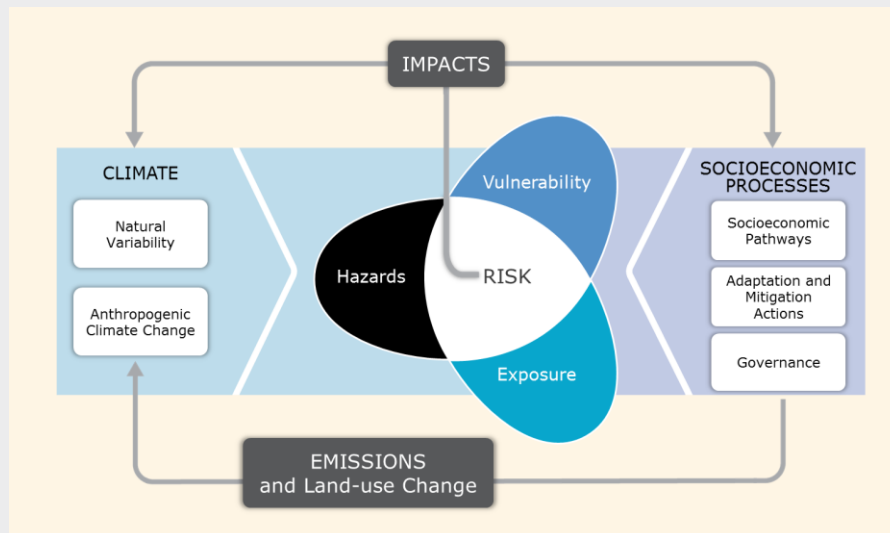 IMPACTS
CLIMATE
Natural
Variability
Anthropogenic
Climate Change
Vulnerability
Hazards
RISK
Exposure
SOCIOECONOMIC
PROCESSES
Socioeconomic
Pathways
Adaptation and
Mitigation
Actions
Governance
EMISSIONS
and Land-use Change